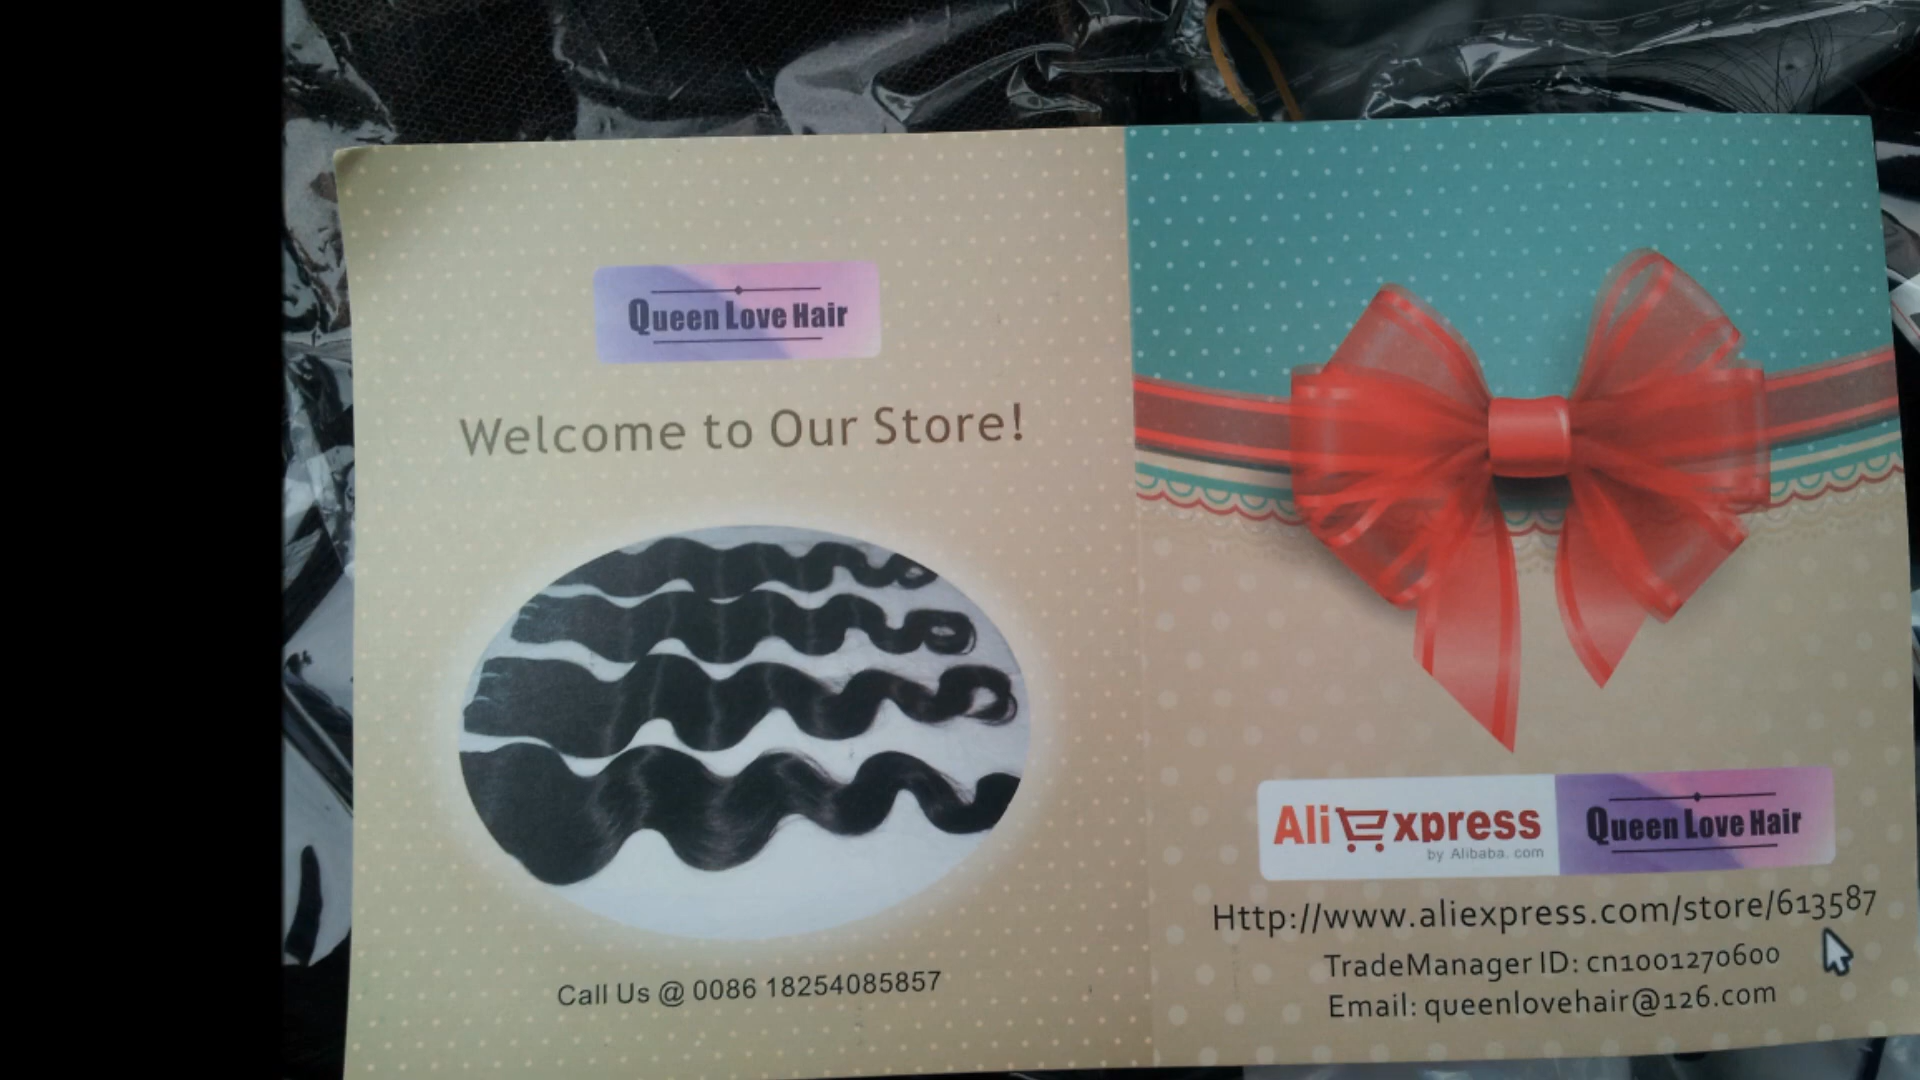 Queen Love Hair
Welcome to Our Store!
Call Us @ 0086 18254085857
AliExpress
by Alibaba.com
Queen Love Hair
Http://www.aliexpress.com/store/613587
TradeManager ID: cn1001270600
Email: queenlovehair@126.com